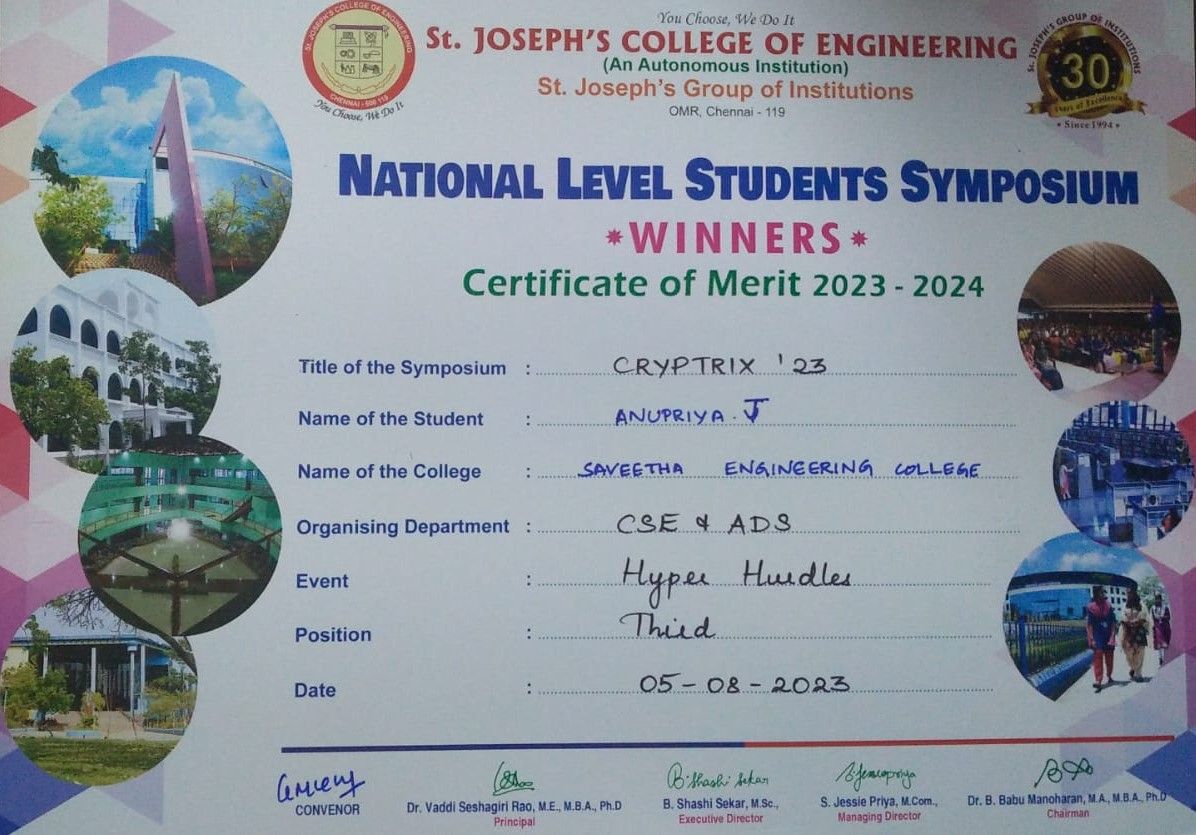 You Choose, We Do It
St. JOSEPH'S COLLEGE OF ENGINEERING
(An Autonomous Institution)
St. Joseph's Group of Institutions
OMR, Chennai - 119
St. JOSEPH'S COLLEGE OF ENGINEERING
CHENNAI - 600 119
You Choose, We Do It
St. JOSEPH'S GROUP OF INSTITUTIONS
30
Years of Excellence
Since 1994
NATIONAL LEVEL STUDENTS SYMPOSIUM
*WINNERS*
Certificate of Merit 2023 - 2024
Title of the Symposium : CRYPTRIX '23
Name of the Student : ANUPRIYA. J
Name of the College : SAVEETHA ENGINEERING COLLEGE
Organising Department : CSE & ADS
Event : Hyper Hurdles
Position : Third
Date : 05-08-2023
B. Shashi Sekar
CONVENOR
Dr. Vaddi Seshagiri Rao, M.E., M.B.A., Ph.D
Principal
B. Shashi Sekar, M.Sc.,
Executive Director
S. Jessie Priya, M.Com.,
Managing Director
Dr. B. Babu Manoharan, M.A., M.B.A., Ph.D
Chairman